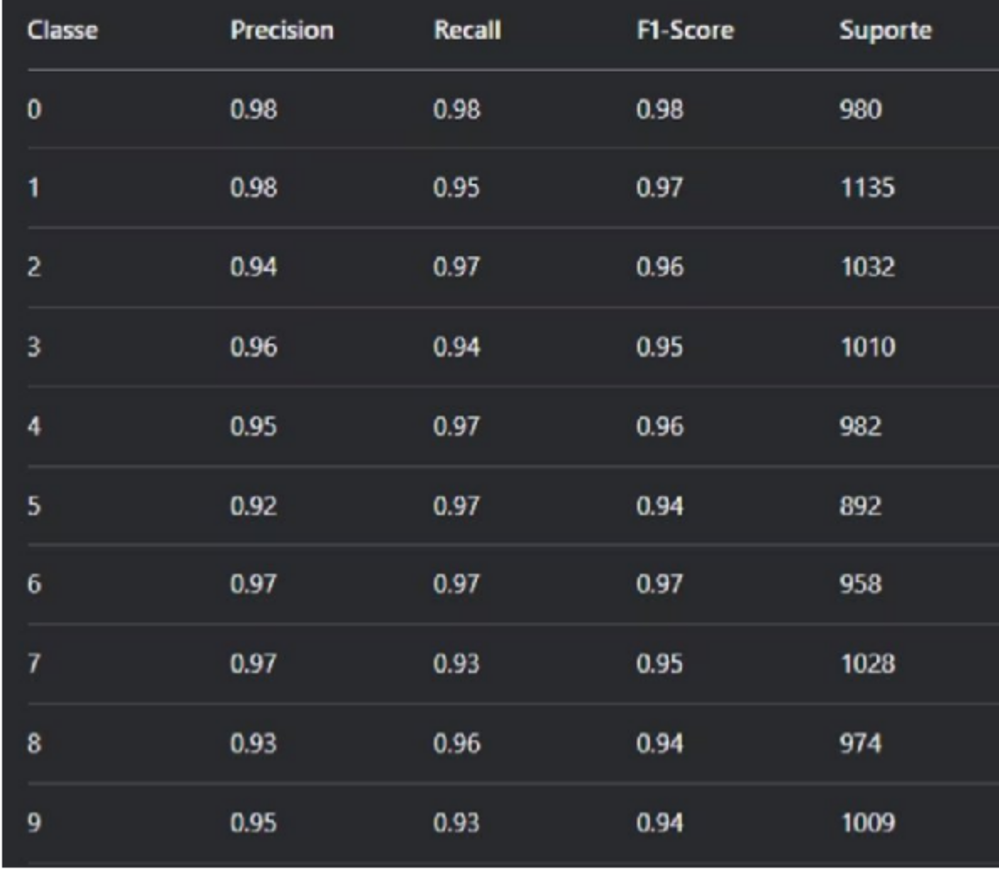 Classe Precision Recall F1-Score Suporte
0 0.98 0.98 0.98 980
1 0.98 0.95 0.97 1135
2 0.94 0.97 0.96 1032
3 0.96 0.94 0.95 1010
4 0.95 0.97 0.96 982
5 0.92 0.97 0.94 892
6 0.97 0.97 0.97 958
7 0.97 0.93 0.95 1028
8 0.93 0.96 0.94 974
9 0.95 0.93 0.94 1009